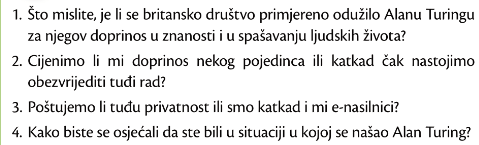 1. Što mislite, je li se britansko društvo primjereno odužilo Alanu Turingu
za njegov doprinos u znanosti i u spašavanju ljudskih života?
2. Cijenimo li mi doprinos nekog pojedinca ili katkad čak nastojimo
obezvrijediti tuđi rad?
3. Poštujemo li tuđu privatnost ili smo katkad i mi e-nasilnici?
4. Kako biste se osjećali da ste bili u situaciji u kojoj se našao Alan Turing?